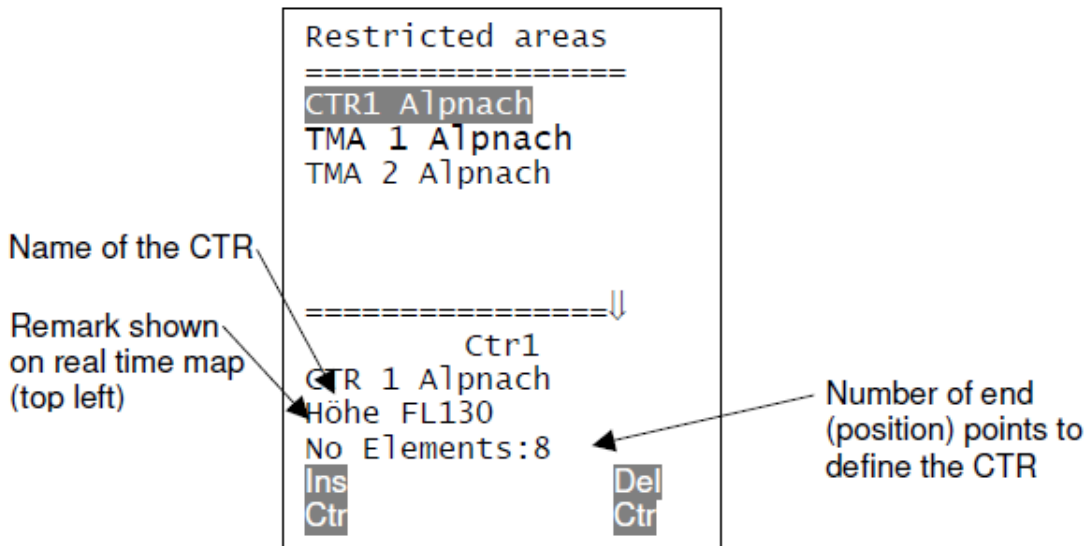 Restricted areas
=================
CTR1 Alpnach
TMA 1 Alpnach
TMA 2 Alpnach
Name of the CTR
================⇓
Remark shown
on real time map
(top left)
Ctr1
CTR 1 Alpnach
Höhe FL130
No Elements:8
Number of end
(position) points to
define the CTR
Ins Del
Ctr Ctr